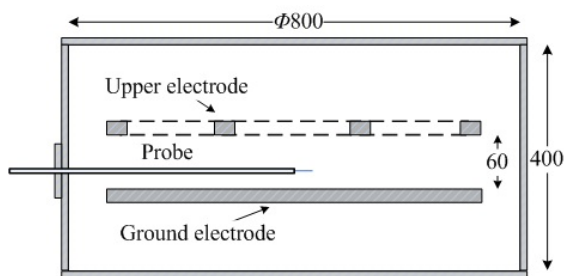 Φ800
Upper electrode
Probe
60
400
Ground electrode